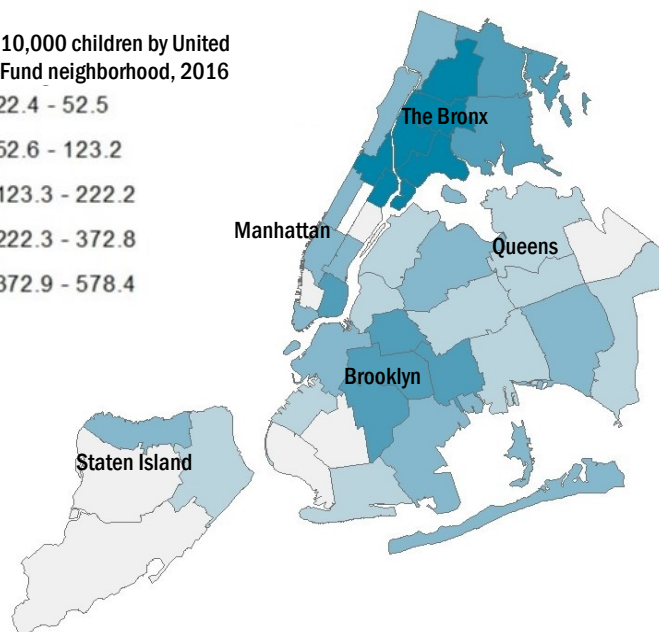 10,000 children by United
Fund neighborhood, 2016
22.4 - 52.5
52.6 - 123.2
123.3 - 222.2
222.3 - 372.8
372.9 - 578.4
The Bronx
Manhattan
Queens
Brooklyn
Staten Island